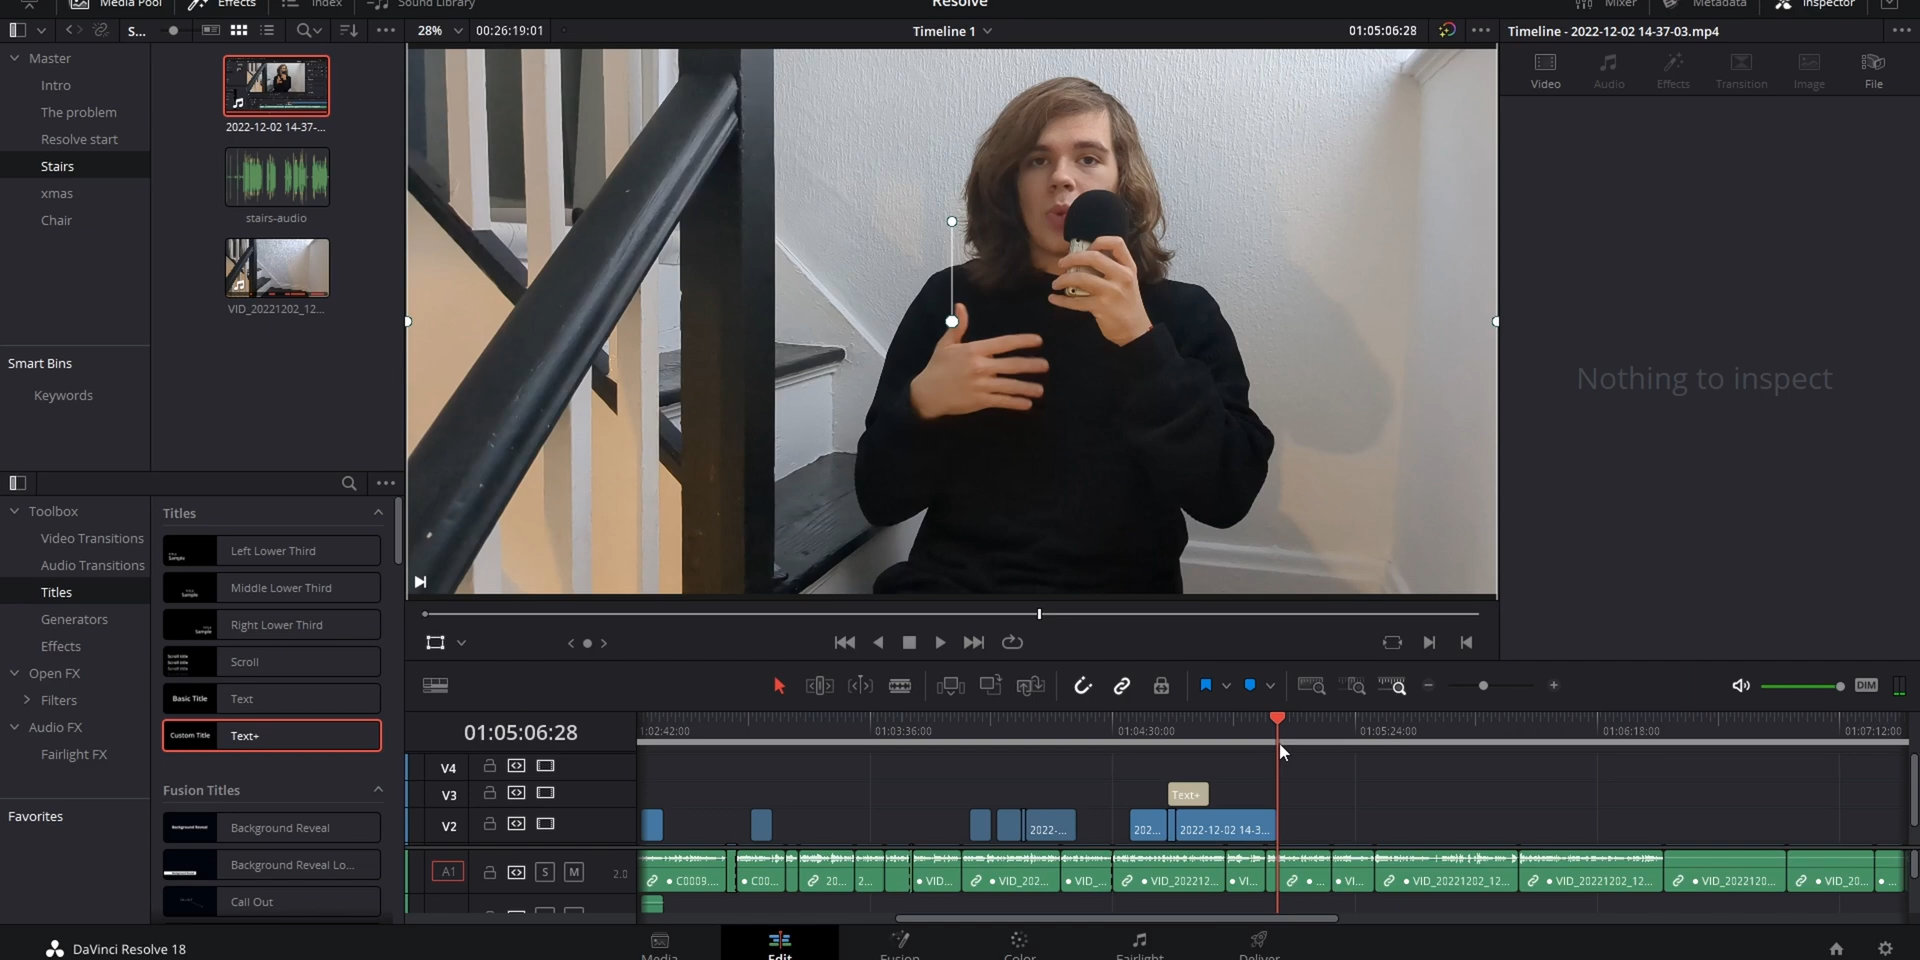 Media Pool
Effects
Index
Sound Library
Resolve
Mixer
Metadata
Inspector
S...
28%
00:26:19:01
Timeline 1
01:05:06:28
Timeline - 2022-12-02 14-37-03.mp4
Master
Intro
The problem
Resolve start
Stairs
xmas
Chair
2022-12-02 14-37-...
stairs-audio
VID_20221202_12...
Video
Audio
Effects
Transition
Image
File
Nothing to inspect
Smart Bins
Keywords
Toolbox
Video Transitions
Audio Transitions
Titles
Generators
Effects
Open FX
Filters
Audio FX
Fairlight FX
Favorites
Titles
Left Lower Third
Middle Lower Third
Right Lower Third
Scroll
Basic Title
Text
Custom Title
Text+
Fusion Titles
Background Reveal
Background Reveal Lo...
Call Out
DIM
01:05:06:28
1:02:42:00
01:03:36:00
01:04:30:00
01:05:24:00
01:06:18:00
01:07:12:00
V4
V3
Text+
V2
2022-...
202...
2022-12-02 14-3...
A1
S
M
2.0
C0009....
C00...
20...
2...
VID...
VID_202...
VID_...
VID_202212...
VI...
...
VI...
VID_20221202_12...
VID_20221202_12...
VID_2022120...
VID_20...
...
DaVinci Resolve 18
Media
Edit
Fusion
Color
Fairlight
Deliver